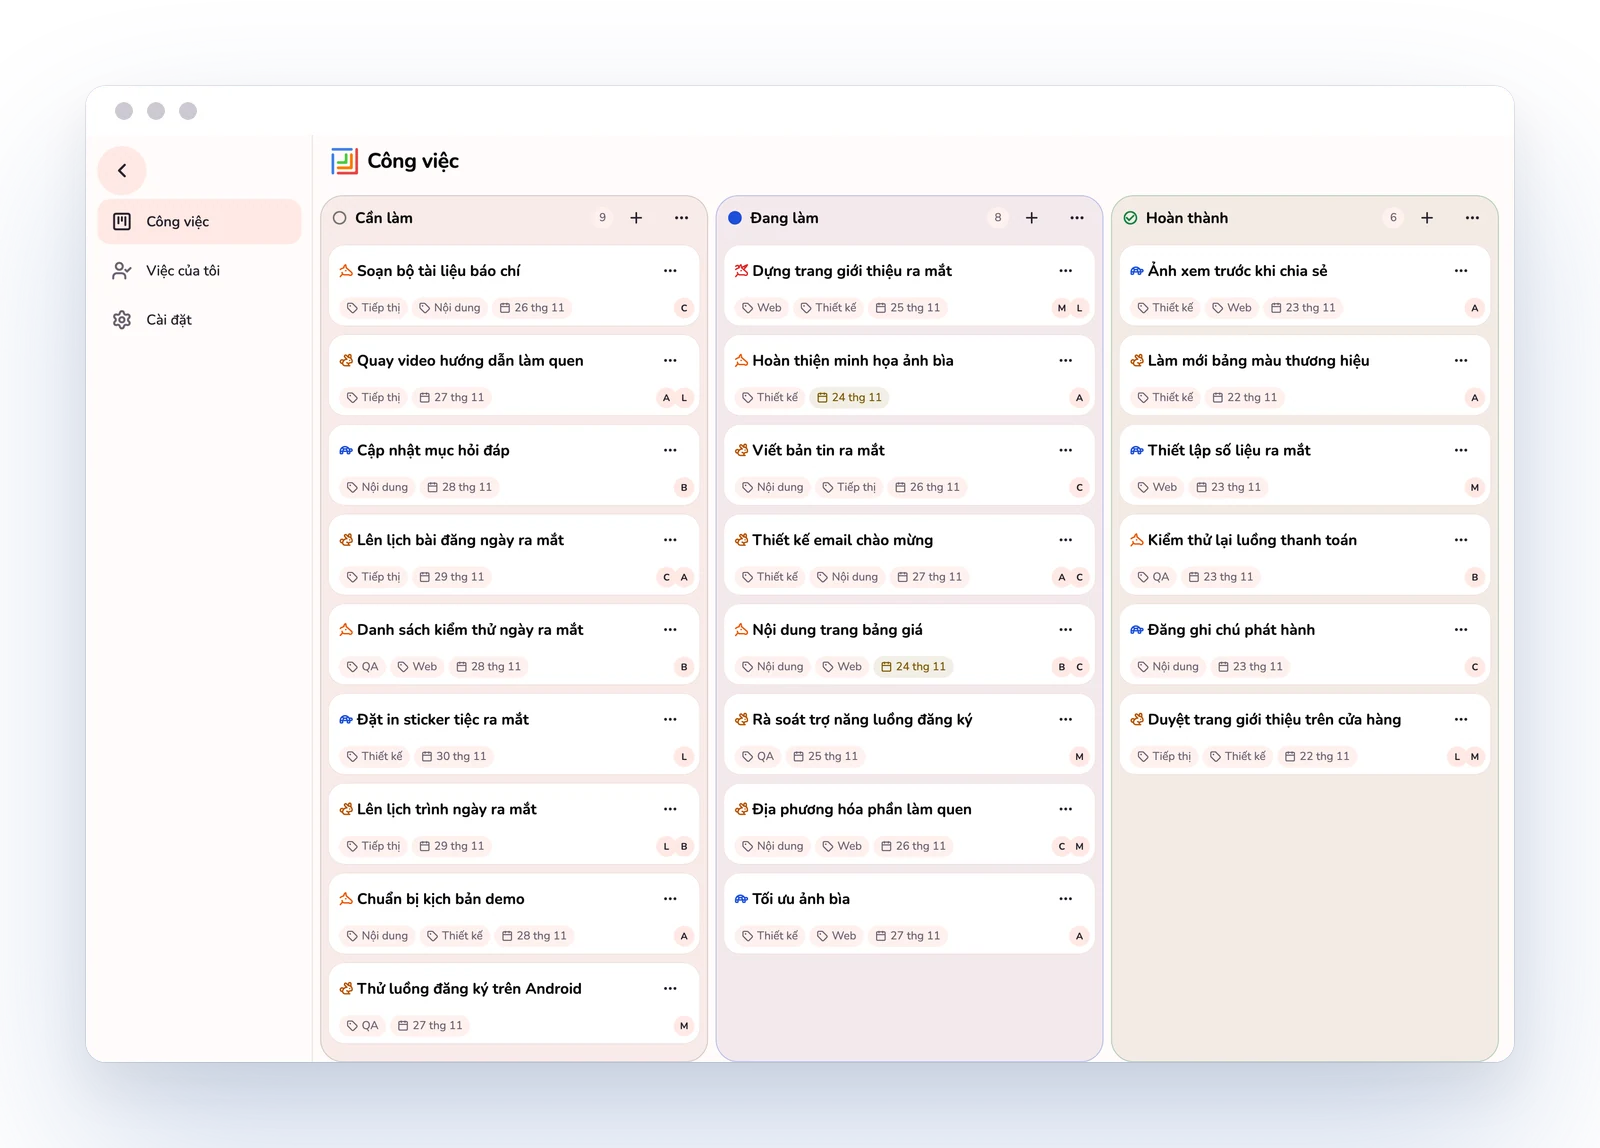 Công việc
Việc của tôi
Cài đặt
Công việc
Cần làm 9
Soạn bộ tài liệu báo chí
Tiếp thị Nội dung 26 thg 11 C
Quay video hướng dẫn làm quen
Tiếp thị 27 thg 11 A L
Cập nhật mục hỏi đáp
Nội dung 28 thg 11 B
Lên lịch bài đăng ngày ra mắt
Tiếp thị 29 thg 11 C A
Danh sách kiểm thử ngày ra mắt
QA Web 28 thg 11 B
Đặt in sticker tiệc ra mắt
Thiết kế 30 thg 11 L
Lên lịch trình ngày ra mắt
Tiếp thị 29 thg 11 L B
Chuẩn bị kịch bản demo
Nội dung Thiết kế 28 thg 11 A
Thử luồng đăng ký trên Android
QA 27 thg 11 M
Đang làm 8
Dựng trang giới thiệu ra mắt
Web Thiết kế 25 thg 11 M L
Hoàn thiện minh họa ảnh bìa
Thiết kế 24 thg 11 A
Viết bản tin ra mắt
Nội dung Tiếp thị 26 thg 11 C
Thiết kế email chào mừng
Thiết kế Nội dung 27 thg 11 A C
Nội dung trang bảng giá
Nội dung Web 24 thg 11 B C
Rà soát trợ năng luồng đăng ký
QA 25 thg 11 M
Địa phương hóa phần làm quen
Nội dung Web 26 thg 11 C M
Tối ưu ảnh bìa
Thiết kế Web 27 thg 11 A
Hoàn thành 6
Ảnh xem trước khi chia sẻ
Thiết kế Web 23 thg 11 A
Làm mới bảng màu thương hiệu
Thiết kế 22 thg 11 A
Thiết lập số liệu ra mắt
Web 23 thg 11 M
Kiểm thử lại luồng thanh toán
QA 23 thg 11 B
Đăng ghi chú phát hành
Nội dung 23 thg 11 C
Duyệt trang giới thiệu trên cửa hàng
Tiếp thị Thiết kế 22 thg 11 L M